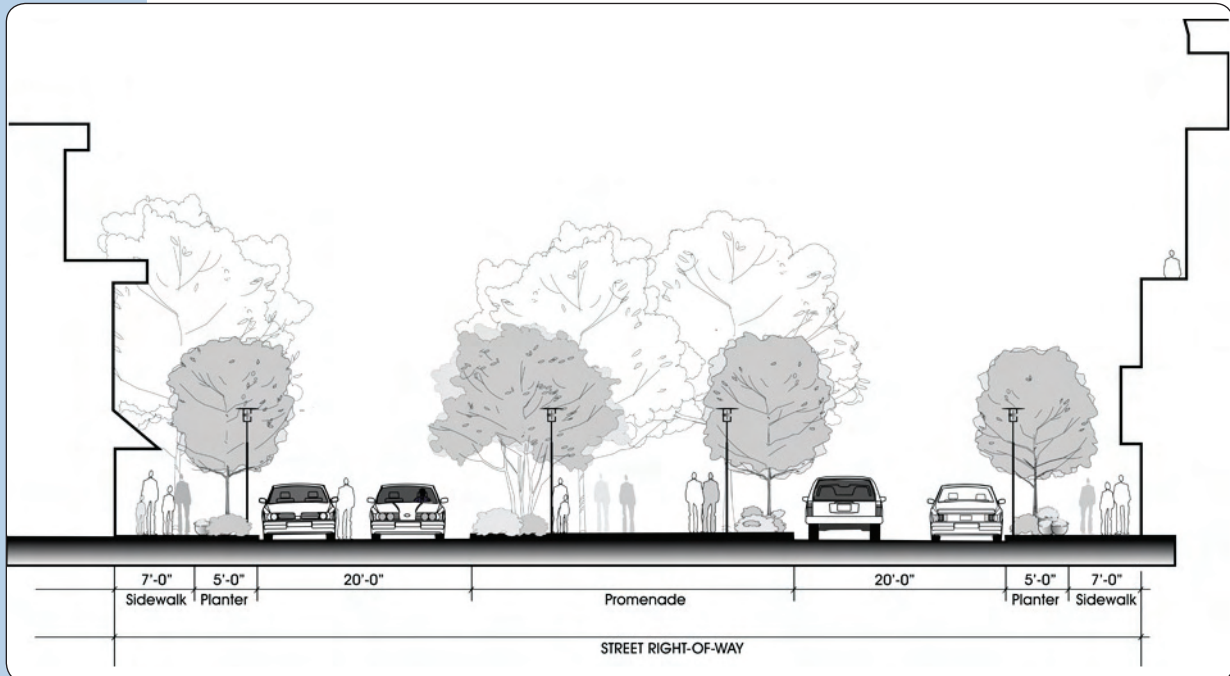 7'-0" 5'-0" 20'-0" 20'-0" 5'-0" 7'-0"
Sidewalk Planter Promenade Planter Sidewalk
STREET RIGHT-OF-WAY